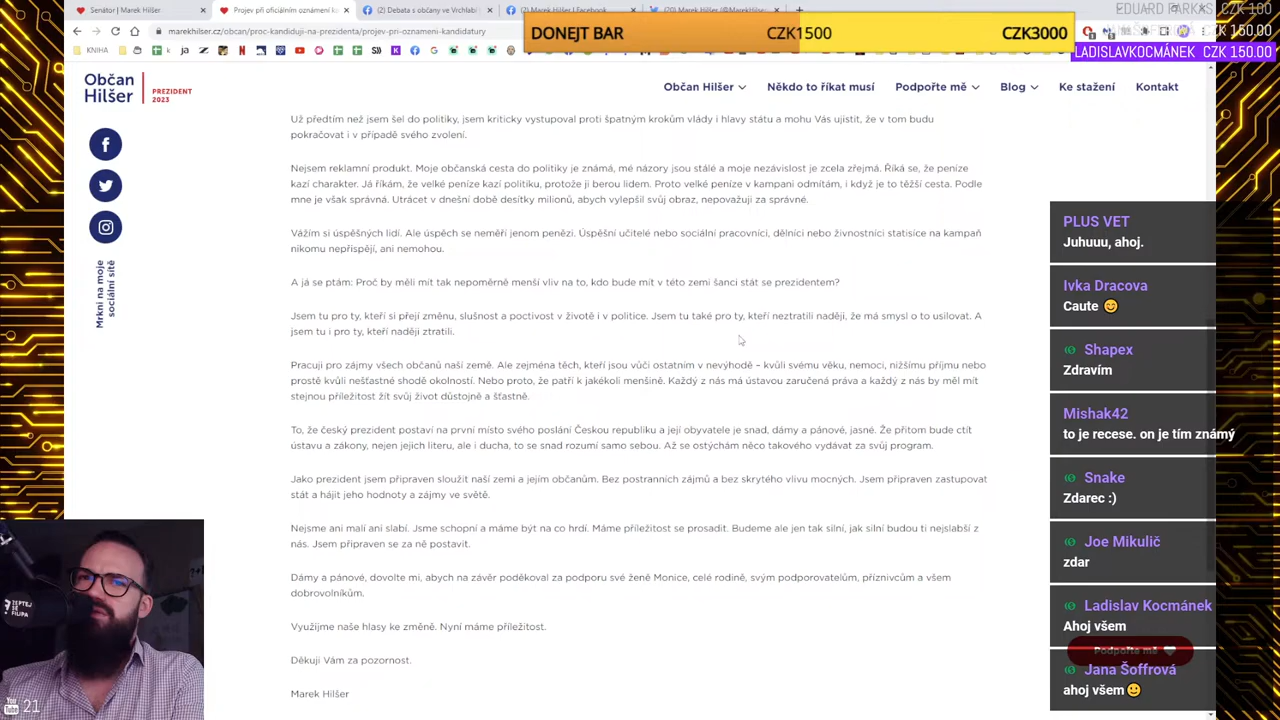 Senátor | Marek Hilšer
Projev při oficiálním oznámení ka
Debata s občany ve Vrchlabí
Marek Hilšer | Facebook
(20) Marek Hilšer (@MarekHilser
marekhilser.cz/obcan/proc-kandiduji-na-prezidenta/projev-pri-oznameni-kandidatury
KNIHA
ja
DONEJT BAR
CZK1500
CZK3000
EDUARD FARKAS CZK 100
CZK 150.00
LADISLAVKOCMÁNEK CZK 150.00
Občan
Hilšer
PREZIDENT
2023
Občan Hilšer
Někdo to říkat musí
Podpořte mě
Blog
Ke stažení
Kontakt
Mrkni na moje
sociální sítě
Už předtím než jsem šel do politiky, jsem kriticky vystupoval proti špatným krokům vlády i hlavy státu a mohu Vás ujistit, že v tom budu
pokračovat i v případě svého zvolení.
Nejsem reklamní produkt. Moje občanská cesta do politiky je známá, mé názory jsou stálé a moje nezávislost je zcela zřejmá. Říká se, že peníze
kazí charakter. Já říkám, že velké peníze kazí politiku, protože ji berou lidem. Proto velké peníze v kampani odmítám, i když je to těžší cesta. Podle
mne je však správná. Utrácet v dnešní době desítky milionů, abych vylepšil svůj obraz, nepovažuji za správné.
Vážím si úspěšných lidí. Ale úspěch se neměří jenom penězi. Úspěšní učitelé nebo sociální pracovníci, dělníci nebo živnostníci statisíce na kampaň
nikomu nepřispějí, ani nemohou.
A já se ptám: Proč by měli mít tak nepoměrně menší vliv na to, kdo bude mít v této zemi šanci stát se prezidentem?
Jsem tu pro ty, kteří si přejí změnu, slušnost a poctivost v životě i v politice. Jsem tu také pro ty, kteří neztratili naději, že má smysl o to usilovat. A
jsem tu i pro ty, kteří naději ztratili.
Pracuji pro zájmy všech občanů naší země. Ale zejména těch, kteří jsou vůči ostatním v nevýhodě – kvůli svému věku, nemoci, nižšímu příjmu nebo
prostě kvůli nešťastné shodě okolností. Nebo proto, že patří k jakékoli menšině. Každý z nás má ústavou zaručená práva a každý z nás by měl mít
stejnou příležitost žít svůj život důstojně a šťastně.
To, že český prezident postaví na první místo svého poslání Českou republiku a její obyvatele je snad, dámy a pánové, jasné. Že přitom bude ctít
ústavu a zákony, nejen jejich literu, ale i ducha, to se snad rozumí samo sebou. Až se ostýchám něco takového vydávat za svůj program.
Jako prezident jsem připraven sloužit naší zemi a jejím občanům. Bez postranních zájmů a bez skrytého vlivu mocných. Jsem připraven zastupovat
stát a hájit jeho hodnoty a zájmy ve světě.
Nejsme ani malí ani slabí. Jsme schopní a máme být na co hrdí. Máme příležitost se prosadit. Budeme ale jen tak silní, jak silní budou ti nejslabší z
nás. Jsem připraven se za ně postavit.
Dámy a pánové, dovolte mi, abych na závěr poděkoval za podporu své ženě Monice, celé rodině, svým podporovatelům, příznivcům a všem
dobrovolníkům.
Využijme naše hlasy ke změně. Nyní máme příležitost.
Děkuji Vám za pozornost.
Marek Hilšer
PLUS VET
Juhuuu, ahoj.
Ivka Dracova
Caute 😊
Shapex
Zdravím
Mishak42
to je recese. on je tím známý
Snake
Zdarec :)
Joe Mikulič
zdar
Ladislav Kocmánek
Ahoj všem
Podpořte mě
Jana Šoffrová
ahoj všem😀
ZEPTEJ
SE
FILIPA
You
Tube
21